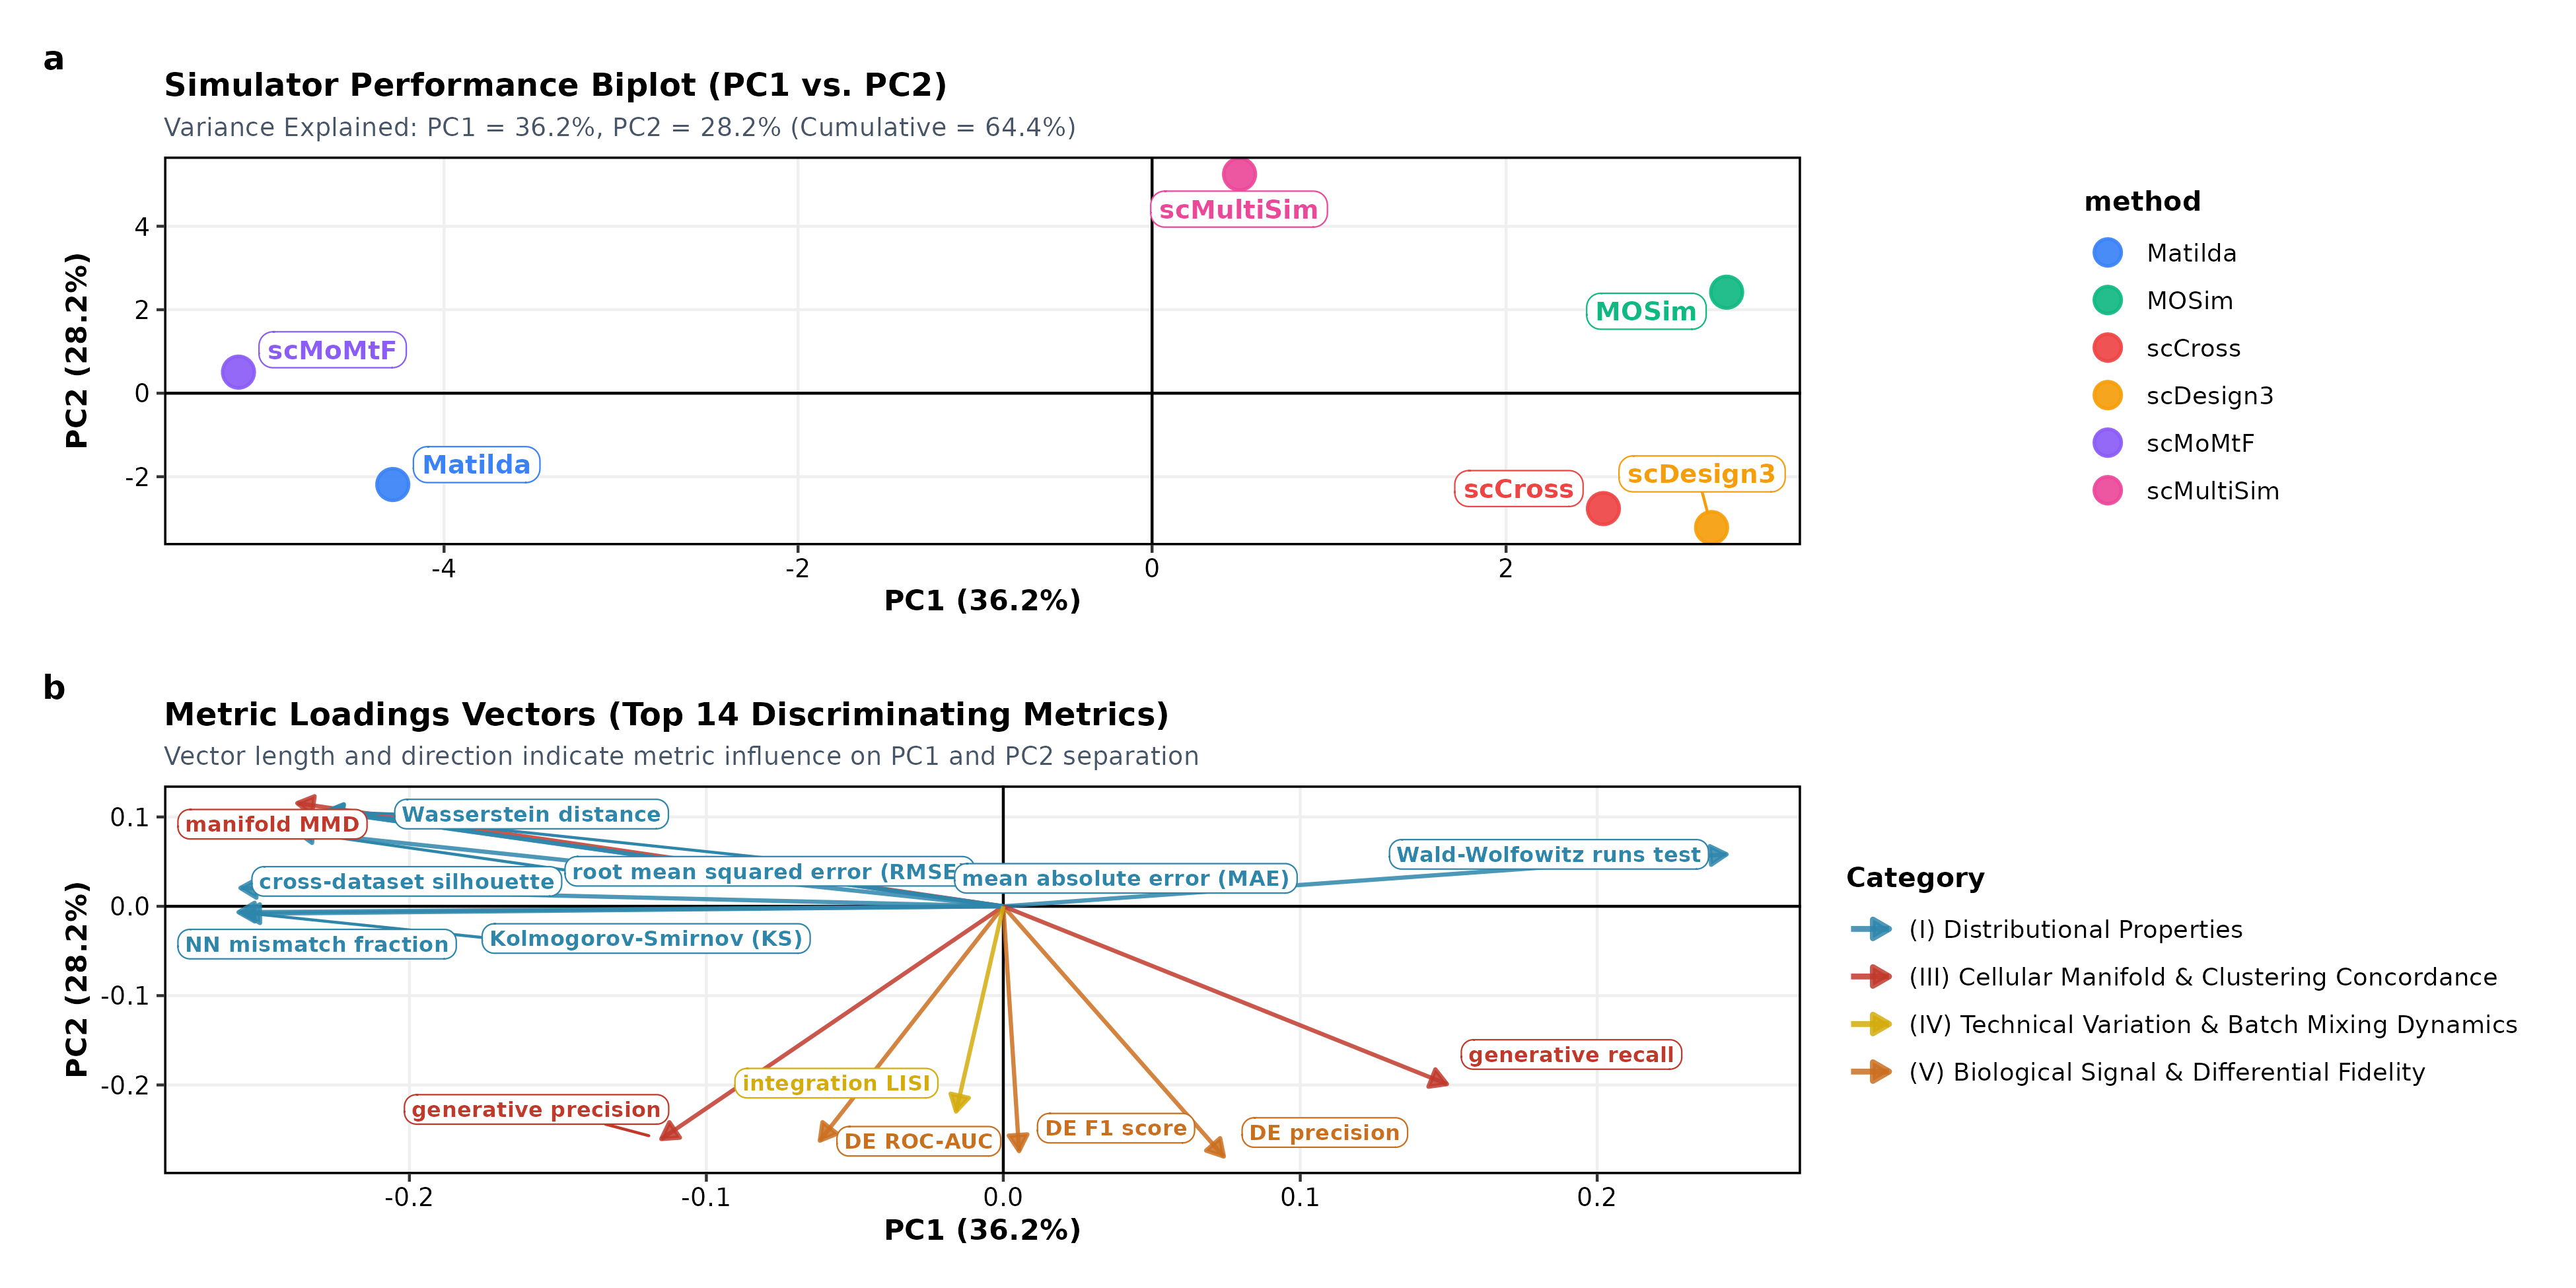 a
Simulator Performance Biplot (PC1 vs. PC2)
Variance Explained: PC1 = 36.2%, PC2 = 28.2% (Cumulative = 64.4%)
PC2 (28.2%)
4
2
0
-2
scMultiSim
MOSim
scMoMtF
Matilda
scCross
scDesign3
-4
-2
0
2
PC1 (36.2%)
method
Matilda
MOSim
scCross
scDesign3
scMoMtF
scMultiSim
b
Metric Loadings Vectors (Top 14 Discriminating Metrics)
Vector length and direction indicate metric influence on PC1 and PC2 separation
PC2 (28.2%)
0.1
0.0
-0.1
-0.2
Wasserstein distance
manifold MMD
Wald-Wolfowitz runs test
root mean squared error (RMSE
mean absolute error (MAE)
cross-dataset silhouette
Kolmogorov-Smirnov (KS)
NN mismatch fraction
generative recall
integration LISI
generative precision
DE ROC-AUC
DE F1 score
DE precision
-0.2
-0.1
0.0
0.1
0.2
PC1 (36.2%)
Category
(I) Distributional Properties
(III) Cellular Manifold & Clustering Concordance
(IV) Technical Variation & Batch Mixing Dynamics
(V) Biological Signal & Differential Fidelity